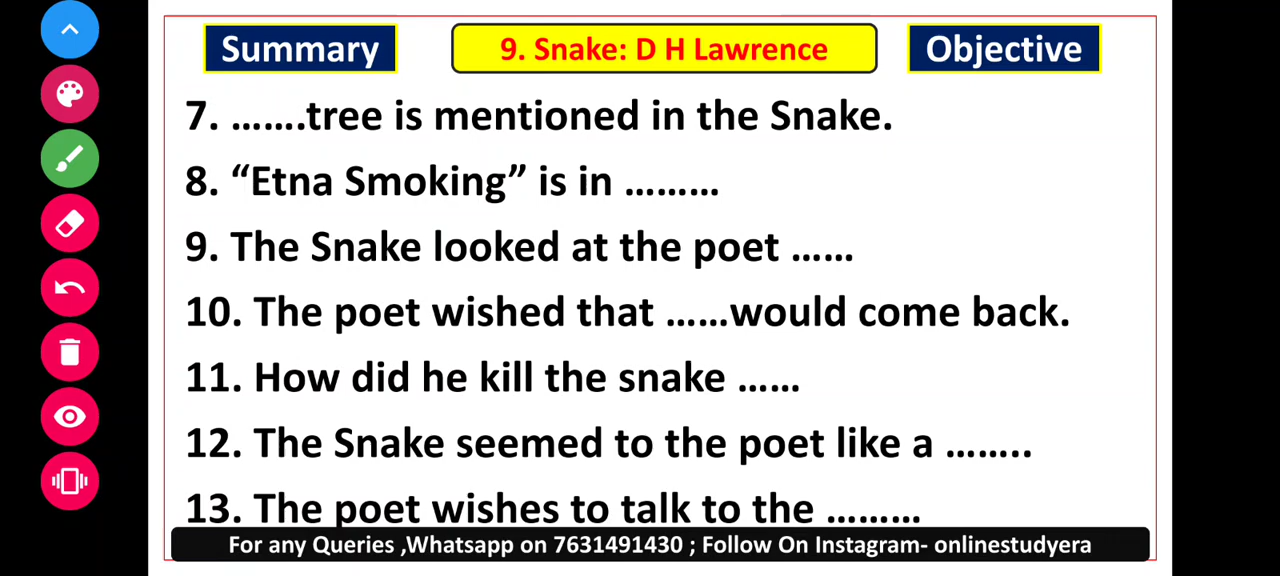 Summary
9. Snake: D H Lawrence
Objective
7. …….tree is mentioned in the Snake.
8. “Etna Smoking” is in ………
9. The Snake looked at the poet ……
10. The poet wished that ……would come back.
11. How did he kill the snake ……
12. The Snake seemed to the poet like a ……..
13. The poet wishes to talk to the ………
For any Queries ,Whatsapp on 7631491430 ; Follow On Instagram- onlinestudyera